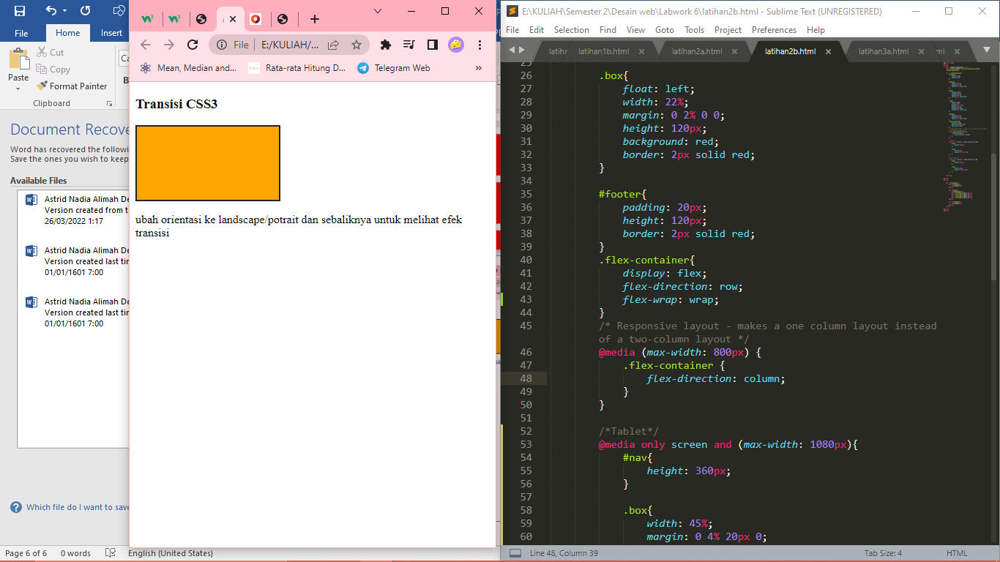 File
Home
Insert
Paste
Cut
Copy
Format Painter
Clipboard
Ca
B
Document Recove
Word has recovered the followi
Save the ones you wish to keep
Available Files
Astrid Nadia Alimah De
Version created from t
26/03/2022 1:17
Astrid Nadia Alimah De
Version created last tin
01/01/1601 7:00
Astrid Nadia Alimah De
Version created last tin
01/01/1601 7:00
Which file do I want to save
Page 6 of 6 0 words English (United States)
File E:/KULIAH/...
Mean, Median and... Rata-rata Hitung D... Telegram Web »
Transisi CSS3
ubah orientasi ke landscape/potrait dan sebaliknya untuk melihat efek
transisi
E:\KULIAH\Semester 2\Desain web\Labwork 6\latihan2b.html - Sublime Text (UNREGISTERED)
File Edit Selection Find View Goto Tools Project Preferences Help
latiha latihan1b.html latihan2a.html latihan2b.html latihan3a.html ml
25
26 .box{
27 float: left;
28 width: 22%;
29 margin: 0 2% 0 0;
30 height: 120px;
31 background: red;
32 border: 2px solid red;
33 }
34
35 #footer{
36 padding: 20px;
37 height: 120px;
38 border: 2px solid red;
39 }
40 .flex-container{
41 display: flex;
42 flex-direction: row;
43 flex-wrap: wrap;
44 }
45 /* Responsive layout - makes a one column layout instead
of a two-column layout */
46 @media (max-width: 800px) {
47 .flex-container {
48 flex-direction: column;
49 }
50 }
51
52 /*Tablet*/
53 @media only screen and (max-width: 1080px){
54 #nav{
55 height: 360px;
56 }
57
58 .box{
59 width: 45%;
60 margin: 0 4% 20px 0;
Line 48, Column 39 Tab Size: 4 HTML